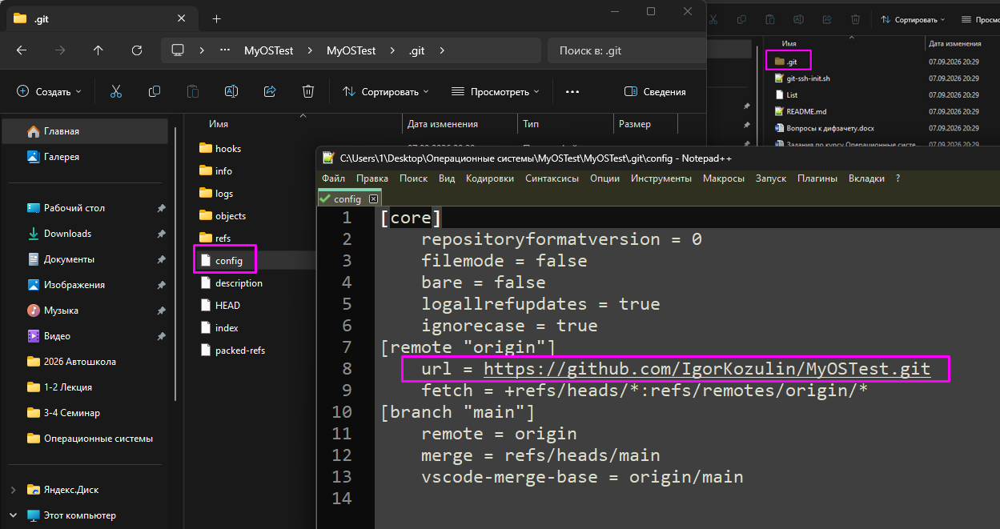 .git
MyOSTest
MyOSTest
.git
Поиск в: .git
Создать
Сортировать
Просмотреть
Сведения
Главная
Галерея
Рабочий стол
Downloads
Документы
Изображения
Музыка
Видео
2026 Автошкола
1-2 Лекция
3-4 Семинар
Операционные системы
Яндекс.Диск
Этот компьютер
Имя
Дата изменения
Тип
Размер
hooks
info
logs
objects
refs
config
description
HEAD
index
packed-refs
Сортировать
Просмо
Имя
Дата изменения
.git
07.09.2026 20:29
git-ssh-init.sh
07.09.2026 20:29
List
07.09.2026 20:29
README.md
07.09.2026 20:29
Вопросы к дифзачету.docx
07.09.2026 20:29
Задания по курсу Операционные систе...
07.09.2026 20:29
C:\Users\1\Desktop\Операционные системы\MyOSTest\MyOSTest\.git\config - Notepad++
Файл Правка Поиск Вид Кодировки Синтаксисы Опции Инструменты Макросы Запуск Плагины Вкладки ?
config
1 [core]
2 repositoryformatversion = 0
3 filemode = false
4 bare = false
5 logallrefupdates = true
6 ignorecase = true
7 [remote "origin"]
8 url = https://github.com/IgorKozulin/MyOSTest.git
9 fetch = +refs/heads/*:refs/remotes/origin/*
10 [branch "main"]
11 remote = origin
12 merge = refs/heads/main
13 vscode-merge-base = origin/main
14